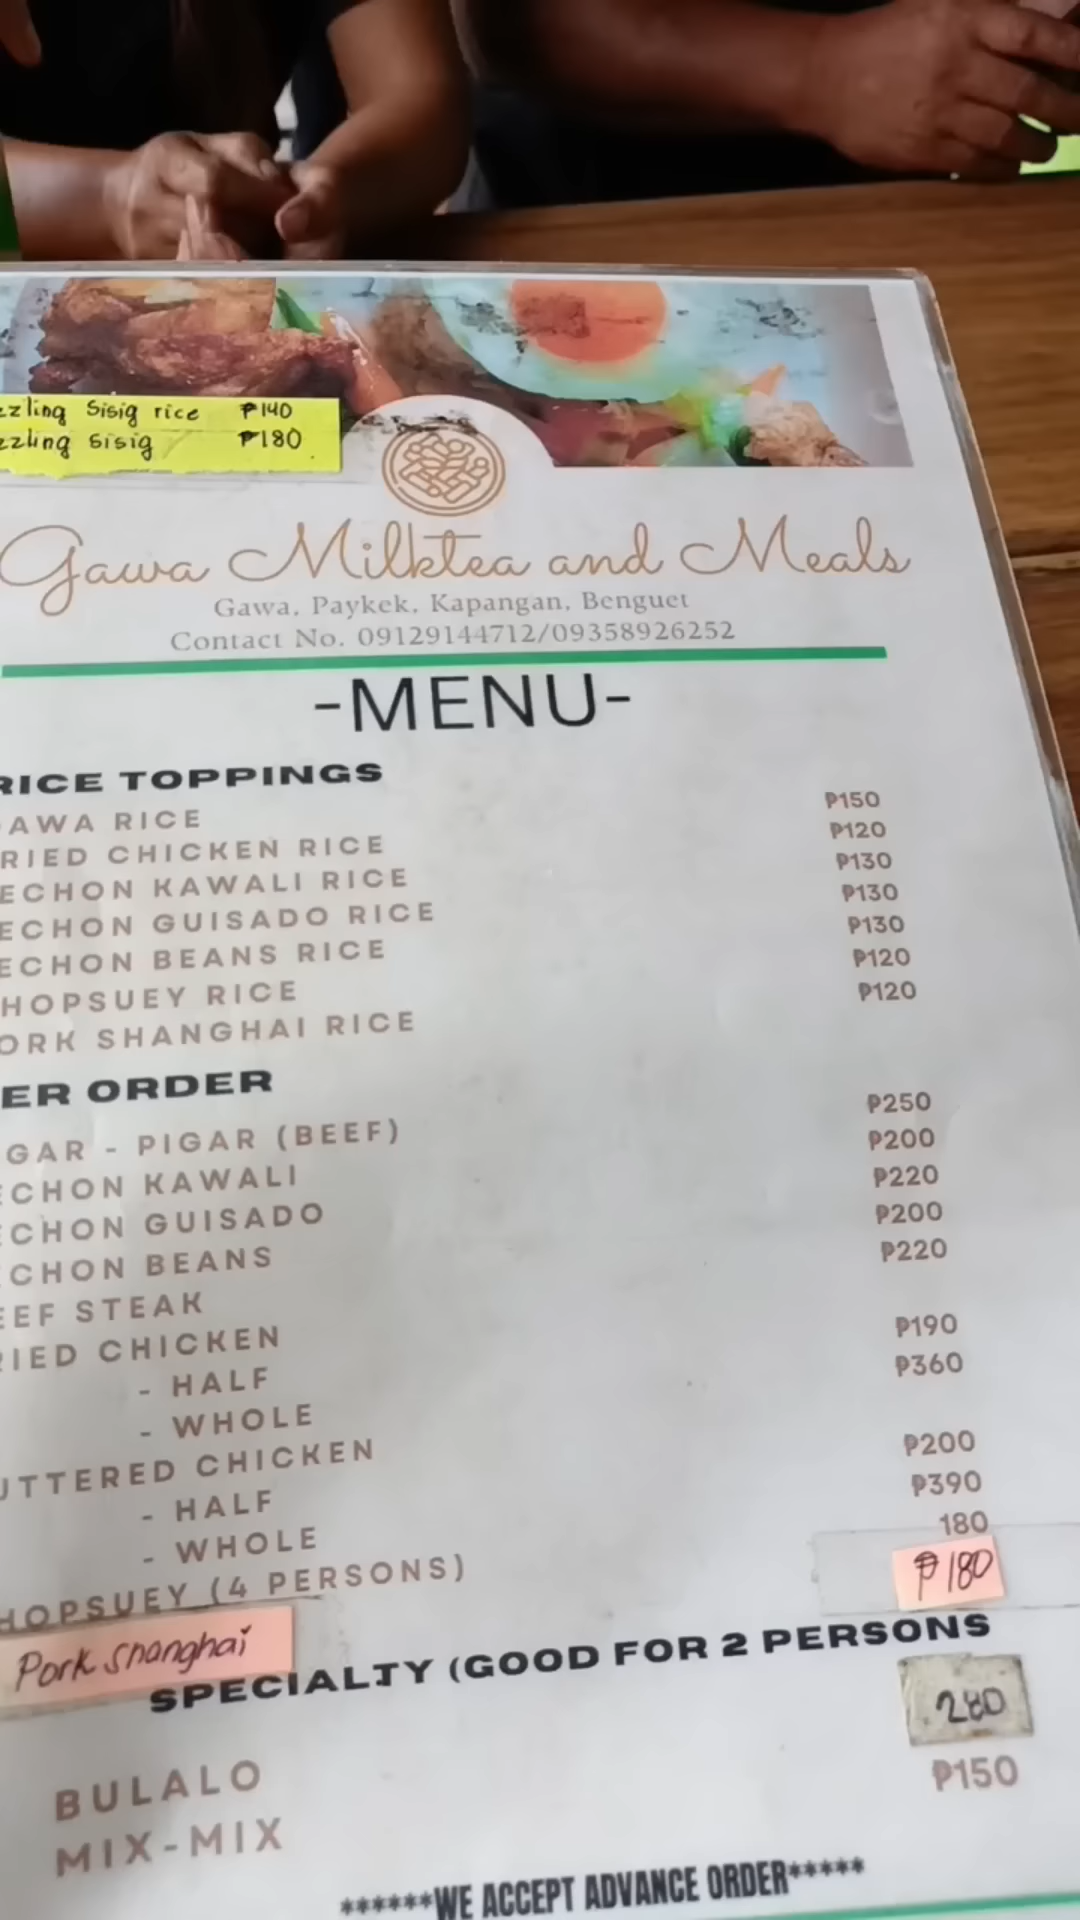 zzling Sisig rice ₱140
zzling Sisig ₱180
Gawa Milktea and Meals
Gawa, Paykek, Kapangan, Benguet
Contact No. 09129144712/09358926252
-MENU-
RICE TOPPINGS
AWA RICE ₱150
RIED CHICKEN RICE ₱120
ECHON KAWALI RICE ₱130
ECHON GUISADO RICE ₱130
ECHON BEANS RICE ₱130
HOPSUEY RICE ₱120
ORK SHANGHAI RICE ₱120
ER ORDER
GAR - PIGAR (BEEF) ₱250
ECHON KAWALI ₱200
ECHON GUISADO ₱220
ECHON BEANS ₱200
EEF STEAK ₱220
RIED CHICKEN
- HALF ₱190
- WHOLE ₱360
UTTERED CHICKEN
- HALF ₱200
- WHOLE ₱390
HOPSUEY (4 PERSONS) 180
Pork Shanghai ₱180
SPECIALTY (GOOD FOR 2 PERSONS
BULALO 280
MIX-MIX ₱150
******WE ACCEPT ADVANCE ORDER*****